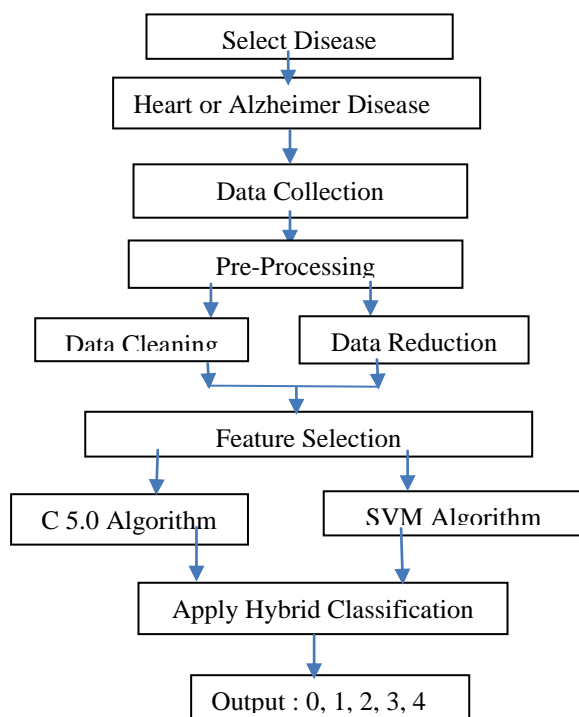 Select Disease
Heart or Alzheimer Disease
Data Collection
Pre-Processing
Data Cleaning
Data Reduction
Feature Selection
C 5.0 Algorithm
SVM Algorithm
Apply Hybrid Classification
Output : 0, 1, 2, 3, 4